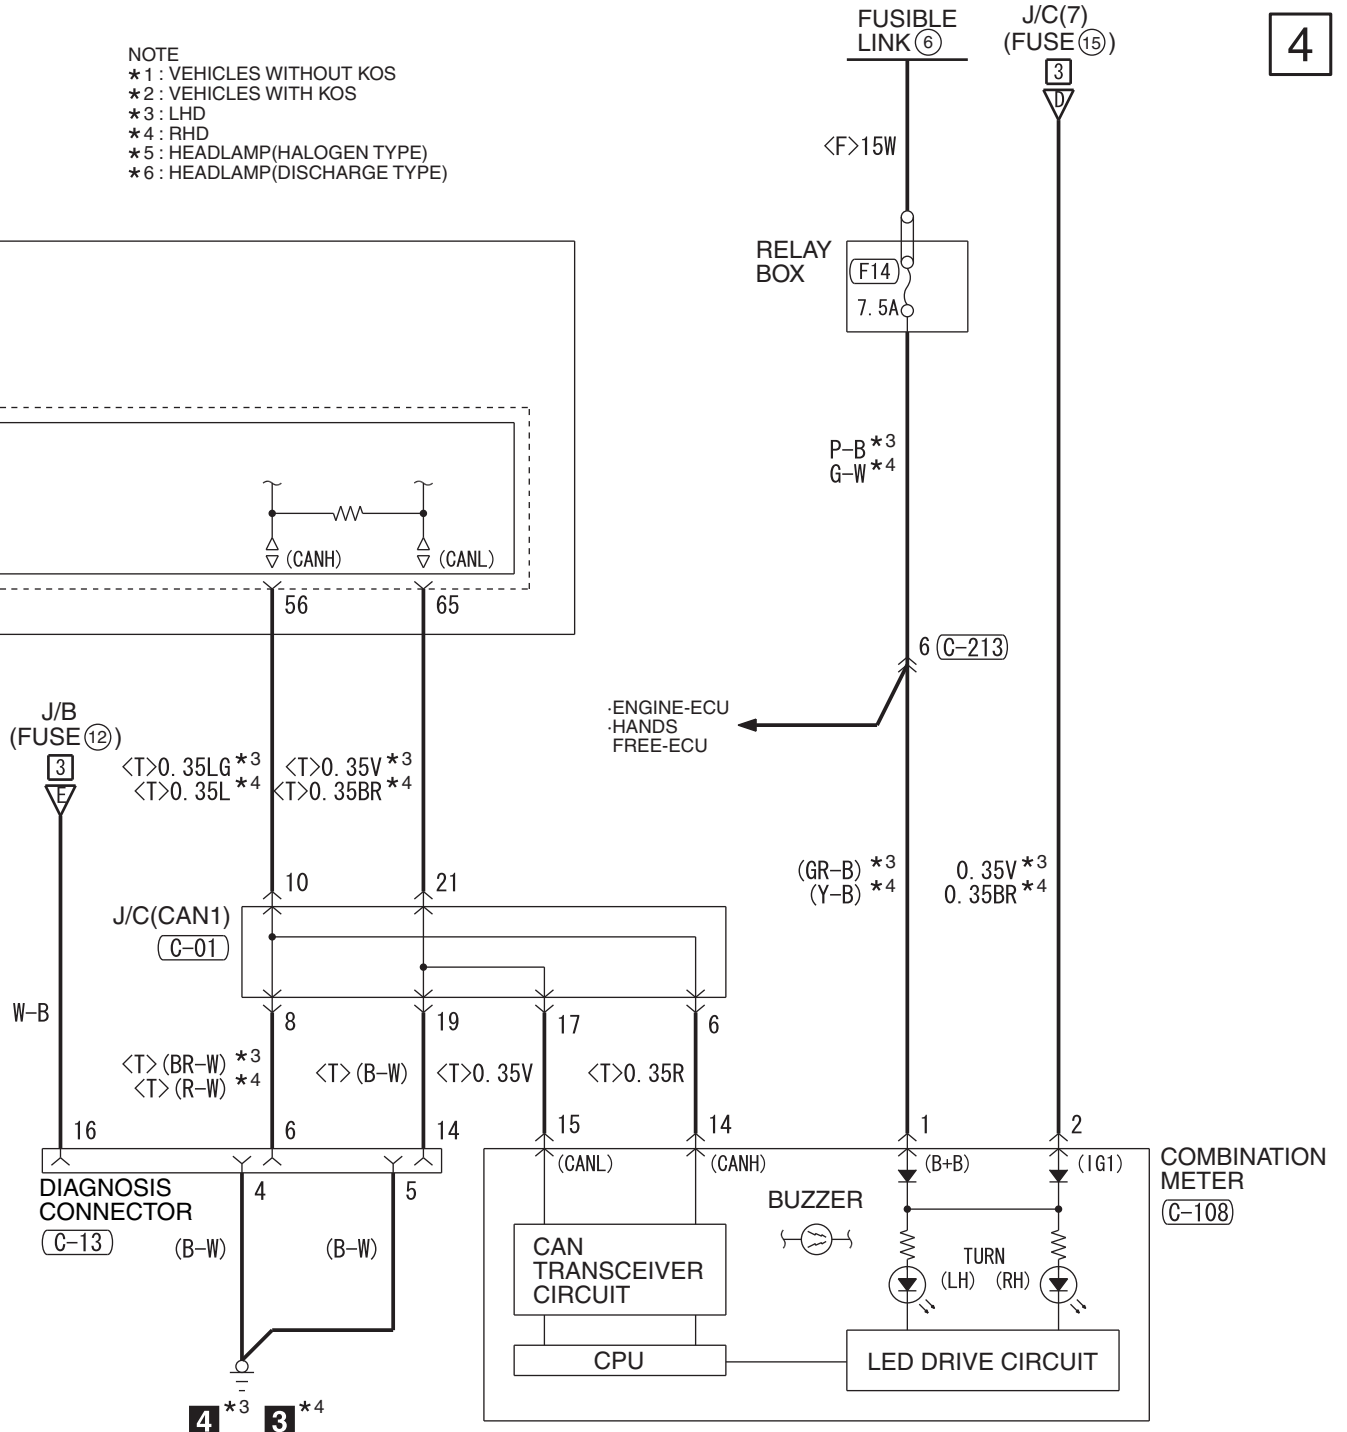 FUSIBLE
LINK 6
J/C(7)
(FUSE 15)
4
3
D
NOTE
*1 : VEHICLES WITHOUT KOS
*2 : VEHICLES WITH KOS
*3 : LHD
*4 : RHD
*5 : HEADLAMP(HALOGEN TYPE)
*6 : HEADLAMP(DISCHARGE TYPE)
<F>15W
RELAY
BOX
F14
7.5A
P-B *3
G-W *4
(CANH)
(CANL)
56
65
6
C-213
·ENGINE-ECU
·HANDS
FREE-ECU
J/B
(FUSE 12)
3
E
<T>0.35LG *3
<T>0.35L *4
<T>0.35V *3
<T>0.35BR *4
(GR-B) *3
(Y-B) *4
0.35V *3
0.35BR *4
10
21
J/C(CAN1)
C-01
W-B
8
19
17
6
<T>(BR-W) *3
<T>(R-W) *4
<T>(B-W)
<T>0.35V
<T>0.35R
16
6
14
15
14
1
2
(CANL)
(CANH)
(B+B)
(IG1)
COMBINATION
METER
C-108
DIAGNOSIS
CONNECTOR
C-13
4
5
(B-W)
(B-W)
BUZZER
TURN
(LH)
(RH)
CAN
TRANSCEIVER
CIRCUIT
CPU
LED DRIVE CIRCUIT
4 *3
3 *4